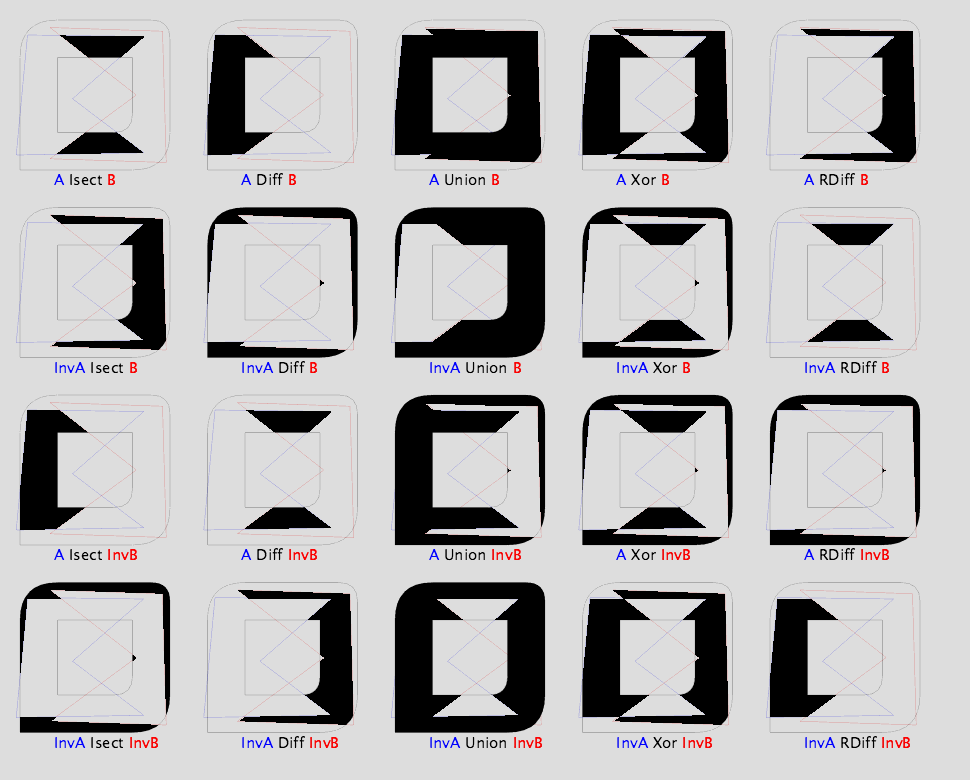 A Isect B A Diff B A Union B A Xor B A RDiff B
InvA Isect B InvA Diff B InvA Union B InvA Xor B InvA RDiff B
A Isect InvB A Diff InvB A Union InvB A Xor InvB A RDiff InvB
InvA Isect InvB InvA Diff InvB InvA Union InvB InvA Xor InvB InvA RDiff InvB